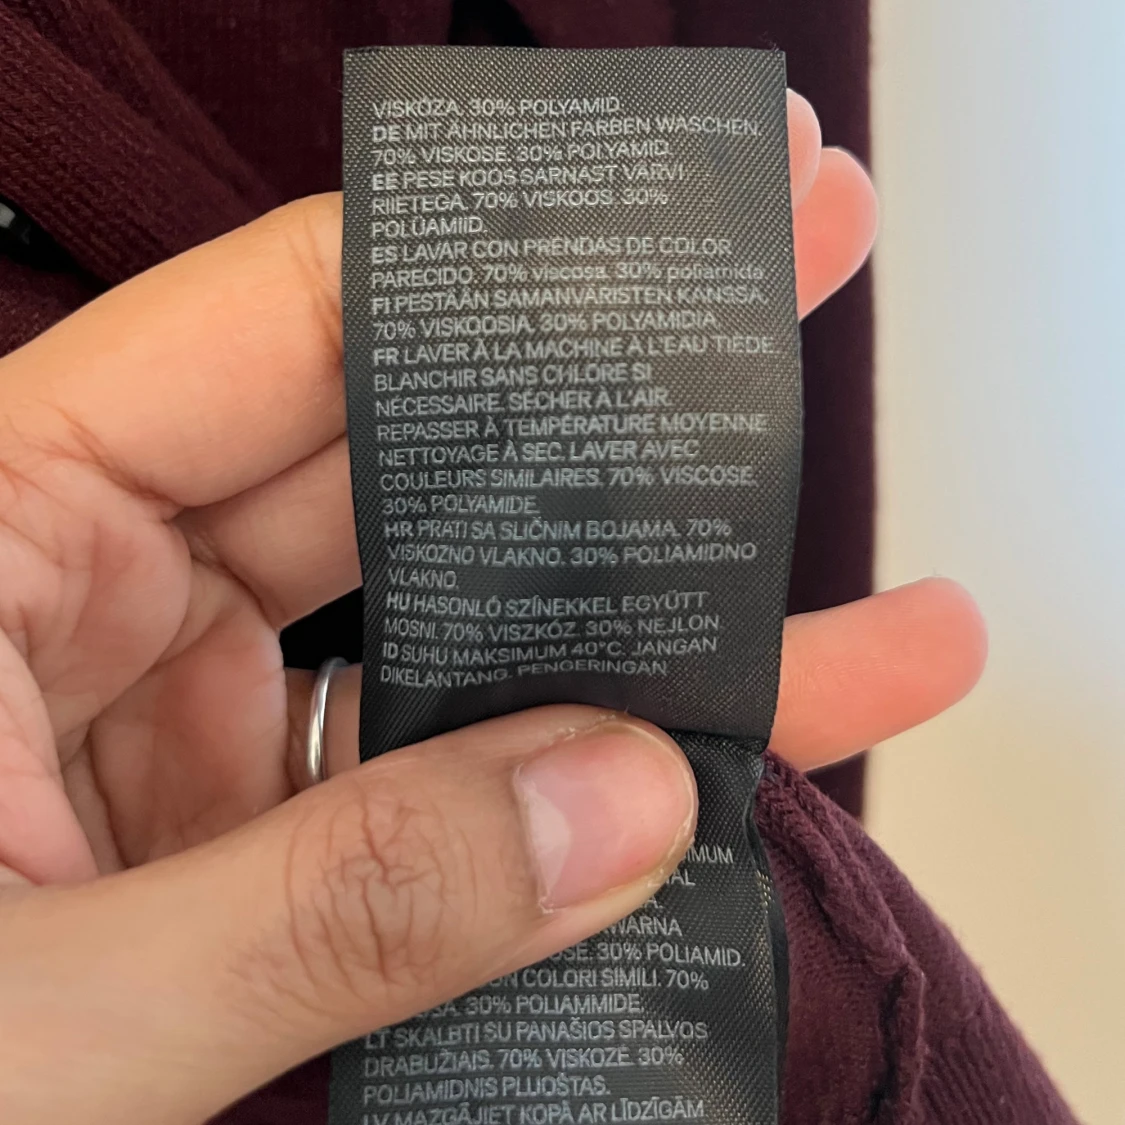 VISKÓZA. 30% POLYAMID.
DE MIT ÄHNLICHEN FARBEN WASCHEN.
70% VISKOSE. 30% POLYAMID.
EE PESE KOOS SARNAST VÄRVI
RIIETEGA. 70% VISKOOS. 30%
POLÜAMIID.
ES LAVAR CON PRENDAS DE COLOR
PARECIDO. 70% viscosa. 30% poliamida.
FI PESTÄÄN SAMANVÄRISTEN KANSSA.
70% VISKOOSIA. 30% POLYAMIDIA.
FR LAVER À LA MACHINE À L'EAU TIÈDE.
BLANCHIR SANS CHLORE SI
NÉCESSAIRE. SÉCHER À L'AIR.
REPASSER À TEMPÉRATURE MOYENNE.
NETTOYAGE À SEC. LAVER AVEC
COULEURS SIMILAIRES. 70% VISCOSE.
30% POLYAMIDE.
HR PRATI SA SLIČNIM BOJAMA. 70%
VISKOZNO VLAKNO. 30% POLIAMIDNO
VLAKNO.
HU HASONLÓ SZÍNEKKEL EGYÜTT
MOSNI. 70% VISZKÓZ. 30% NEJLON
ID SUHU MAKSIMUM 40°C. JANGAN
DIKELANTANG. PENGERINGAN
WARNA
30% POLIAMID.
COLORI SIMILI. 70%
30% POLIAMMIDE.
LT SKALBTI SU PANAŠIOS SPALVOS
DRABUŽIAIS. 70% VISKOZĖ. 30%
POLIAMIDNIS PLUOŠTAS.
LV MAZGĀJIET KOPĀ AR LĪDZĪGĀM